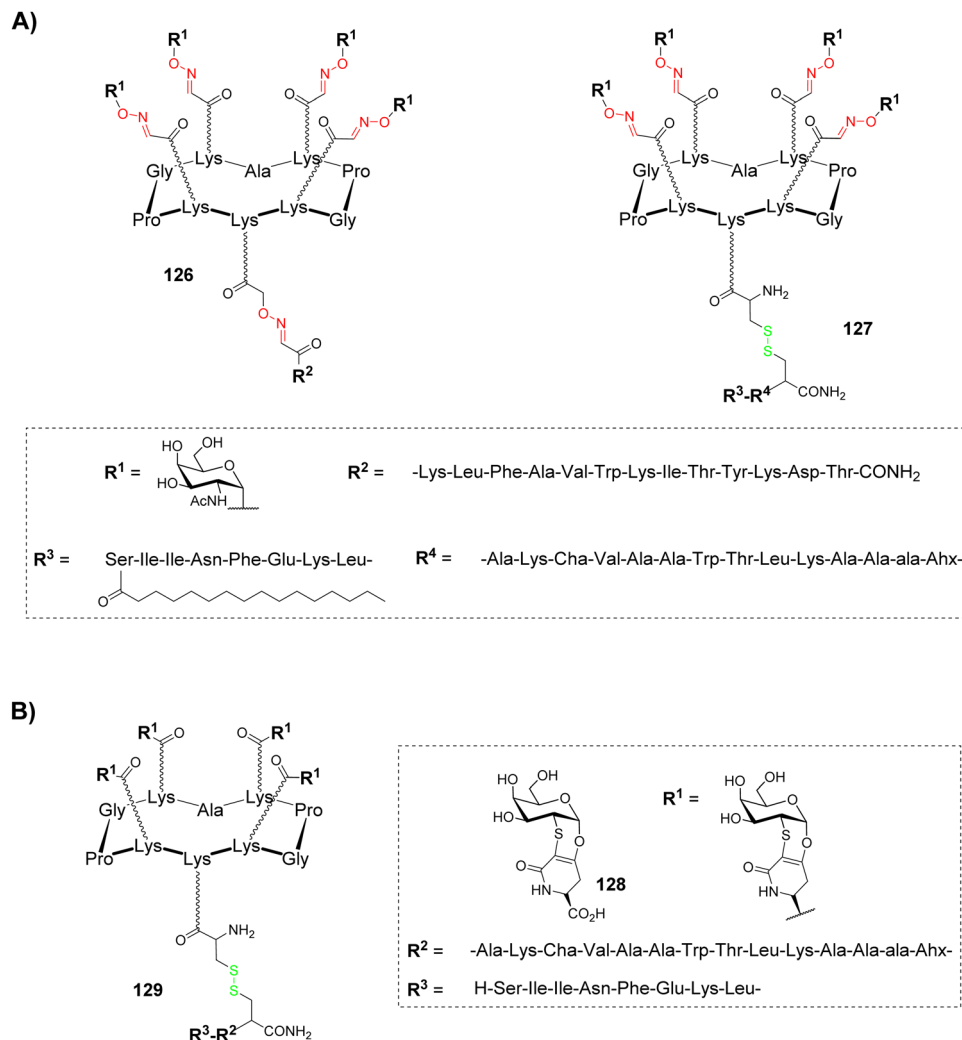 A)
R1 R1 R1 R1
O N O N O N N O
O O O O
Lys Ala Lys
Gly Pro
Pro Lys Lys Lys Gly
126
O
O N
O
R2
R1 R1 R1 R1
O N O N O N N O
O O O O
Lys Ala Lys
Gly Pro
Pro Lys Lys Lys Gly
O NH2
S
S
127
R3-R4 CONH2
R1 =
HO OH
O
HO
AcNH
R2 = -Lys-Leu-Phe-Ala-Val-Trp-Lys-Ile-Thr-Tyr-Lys-Asp-Thr-CONH2
R3 = Ser-Ile-Ile-Asn-Phe-Glu-Lys-Leu-
O
R4 = -Ala-Lys-Cha-Val-Ala-Ala-Trp-Thr-Leu-Lys-Ala-Ala-ala-Ahx-
B)
R1 O R1 O O R1 O R1
Lys Ala Lys
Gly Pro
Pro Lys Lys Lys Gly
O NH2
S
S
129
R3-R2 CONH2
HO OH
O
HO
S
O
O
HN
CO2H
128
R1 =
HO OH
O
HO
S
O
O
HN
R2 = -Ala-Lys-Cha-Val-Ala-Ala-Trp-Thr-Leu-Lys-Ala-Ala-ala-Ahx-
R3 = H-Ser-Ile-Ile-Asn-Phe-Glu-Lys-Leu-